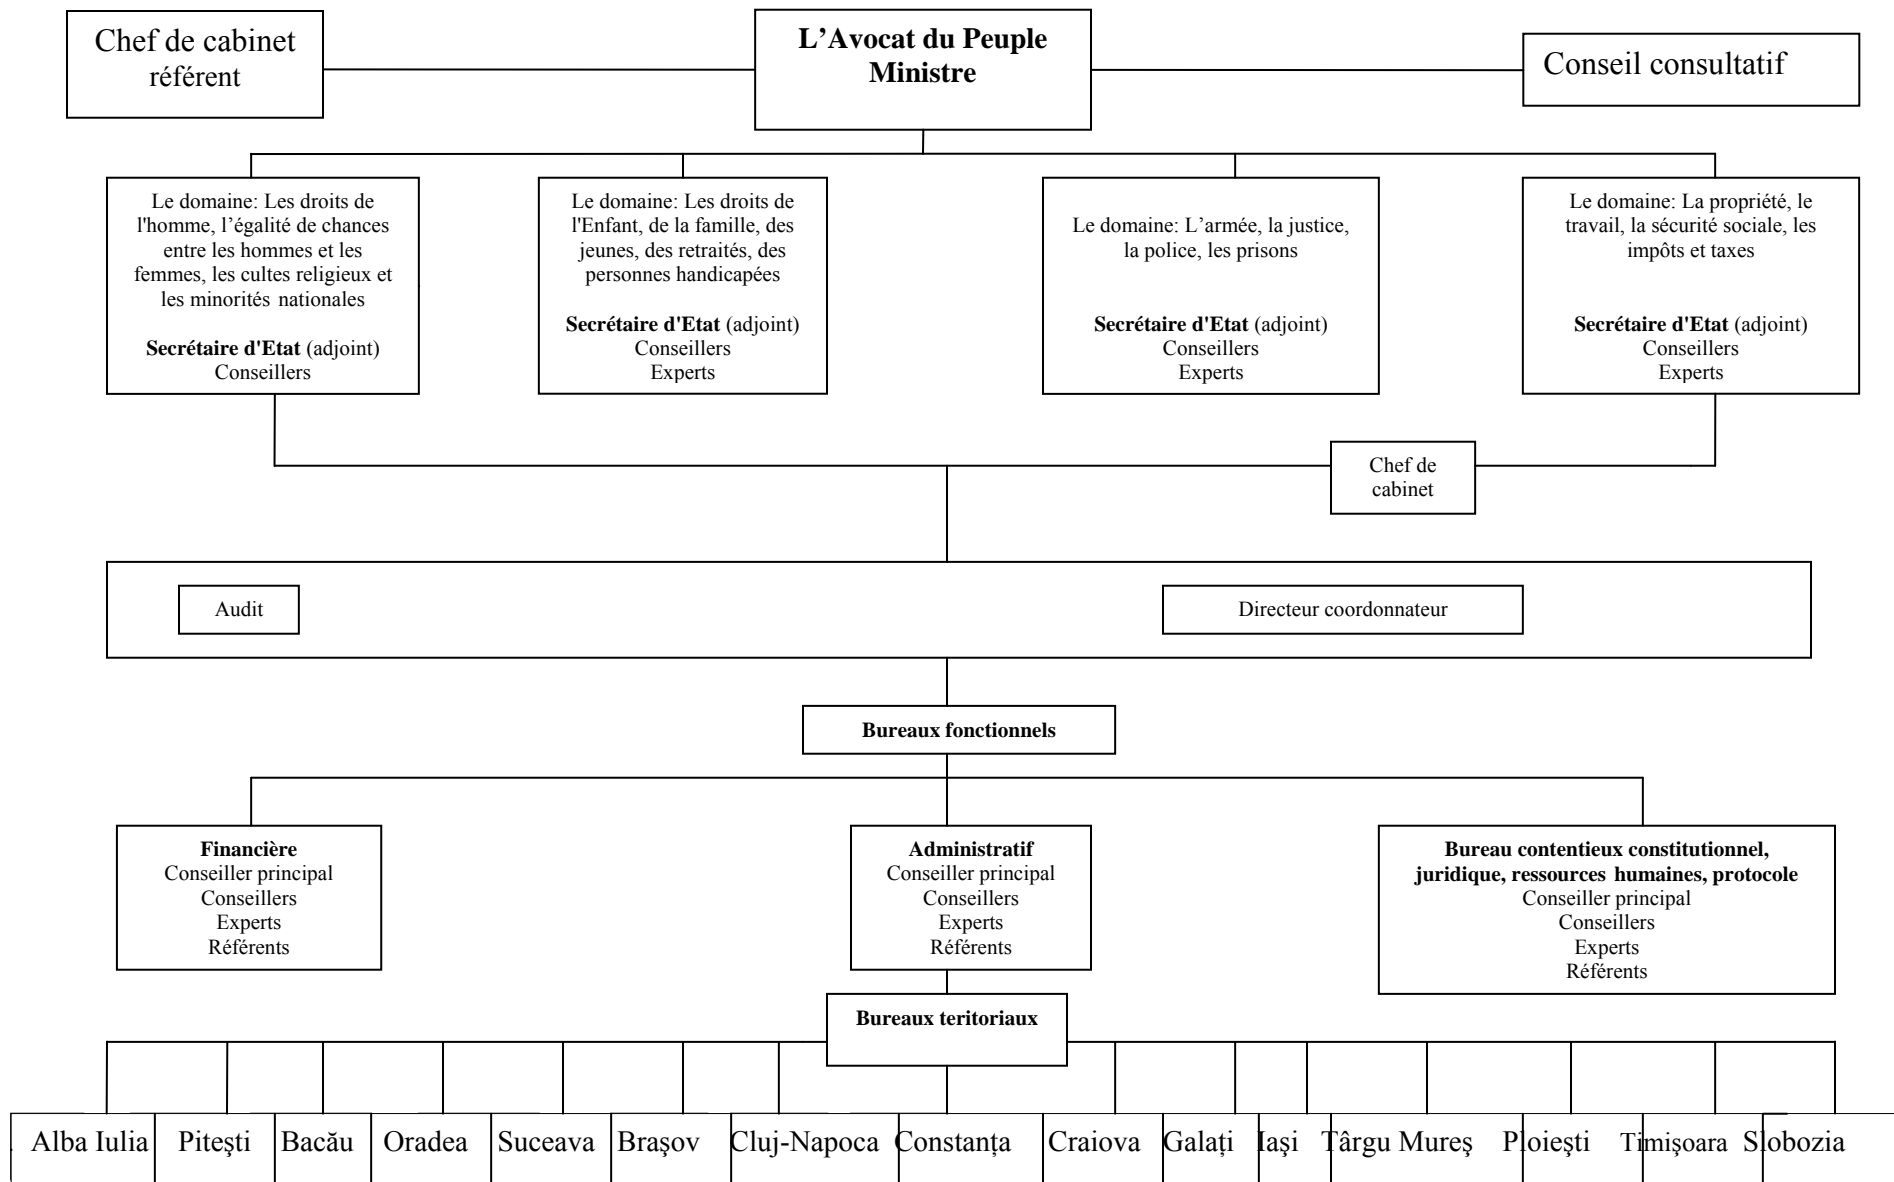 Chef de cabinet
référent
L’Avocat du Peuple
Ministre
Conseil consultatif
Le domaine: Les droits de
l'homme, l’égalité de chances
entre les hommes et les
femmes, les cultes religieux et
les minorités nationales
Secrétaire d'Etat (adjoint)
Conseillers
Le domaine: Les droits de
l'Enfant, de la famille, des
jeunes, des retraités, des
personnes handicapées
Secrétaire d'Etat (adjoint)
Conseillers
Experts
Le domaine: L’armée, la justice,
la police, les prisons
Secrétaire d'Etat (adjoint)
Conseillers
Experts
Le domaine: La propriété, le
travail, la sécurité sociale, les
impôts et taxes
Secrétaire d'Etat (adjoint)
Conseillers
Experts
Chef de
cabinet
Audit
Directeur coordonnateur
Bureaux fonctionnels
Financière
Conseiller principal
Conseillers
Experts
Référents
Administratif
Conseiller principal
Conseillers
Experts
Référents
Bureau contentieux constitutionnel,
juridique, ressources humaines, protocole
Conseiller principal
Conseillers
Experts
Référents
Bureaux teritoriaux
Alba Iulia
Piteşti
Bacău
Oradea
Suceava
Braşov
Cluj-Napoca
Constanța
Craiova
Galați
Iaşi
Târgu Mureş
Ploieşti
Timişoara
Slobozia